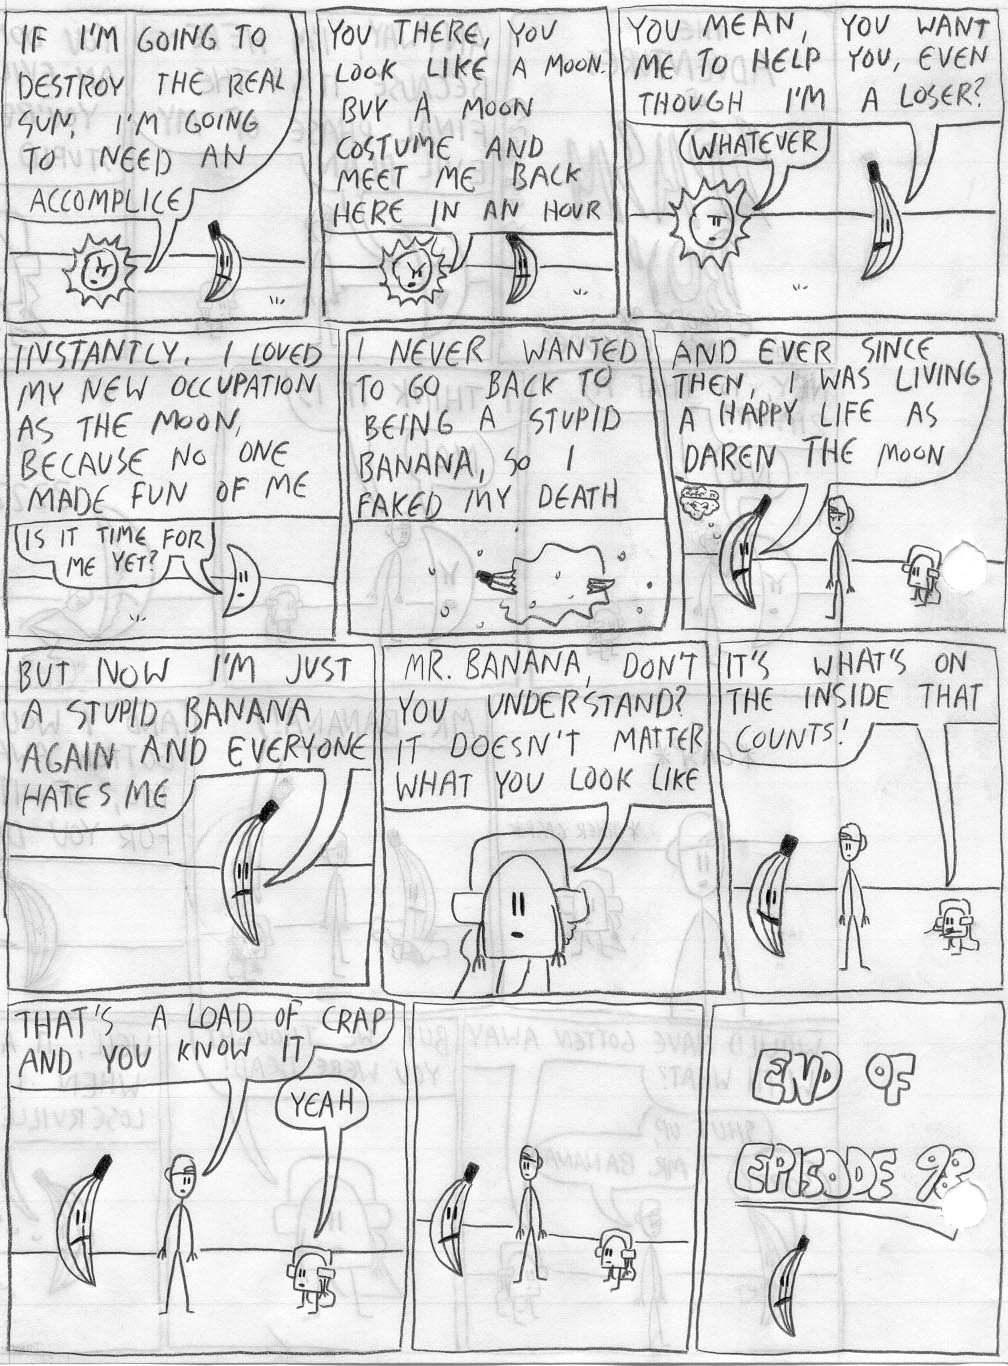 IF I'M GOING TO
DESTROY THE REAL
SUN, I'M GOING
TO NEED AN
ACCOMPLICE
YOU THERE, YOU
LOOK LIKE A MOON.
BUY A MOON
COSTUME AND
MEET ME BACK
HERE IN AN HOUR
YOU MEAN, YOU WANT
ME TO HELP YOU, EVEN
THOUGH I'M A LOSER?
WHATEVER
INSTANTLY, I LOVED
MY NEW OCCUPATION
AS THE MOON,
BECAUSE NO ONE
MADE FUN OF ME
IS IT TIME FOR
ME YET?
I NEVER WANTED
TO GO BACK TO
BEING A STUPID
BANANA, SO I
FAKED MY DEATH
AND EVER SINCE
THEN, I WAS LIVING
A HAPPY LIFE AS
DAREN THE MOON
BUT NOW I'M JUST
A STUPID BANANA
AGAIN AND EVERYONE
HATES ME
MR. BANANA, DON'T
YOU UNDERSTAND?
IT DOESN'T MATTER
WHAT YOU LOOK LIKE
IT'S WHAT'S ON
THE INSIDE THAT
COUNTS!
THAT'S A LOAD OF CRAP
AND YOU KNOW IT
YEAH
END OF
EPISODE 98